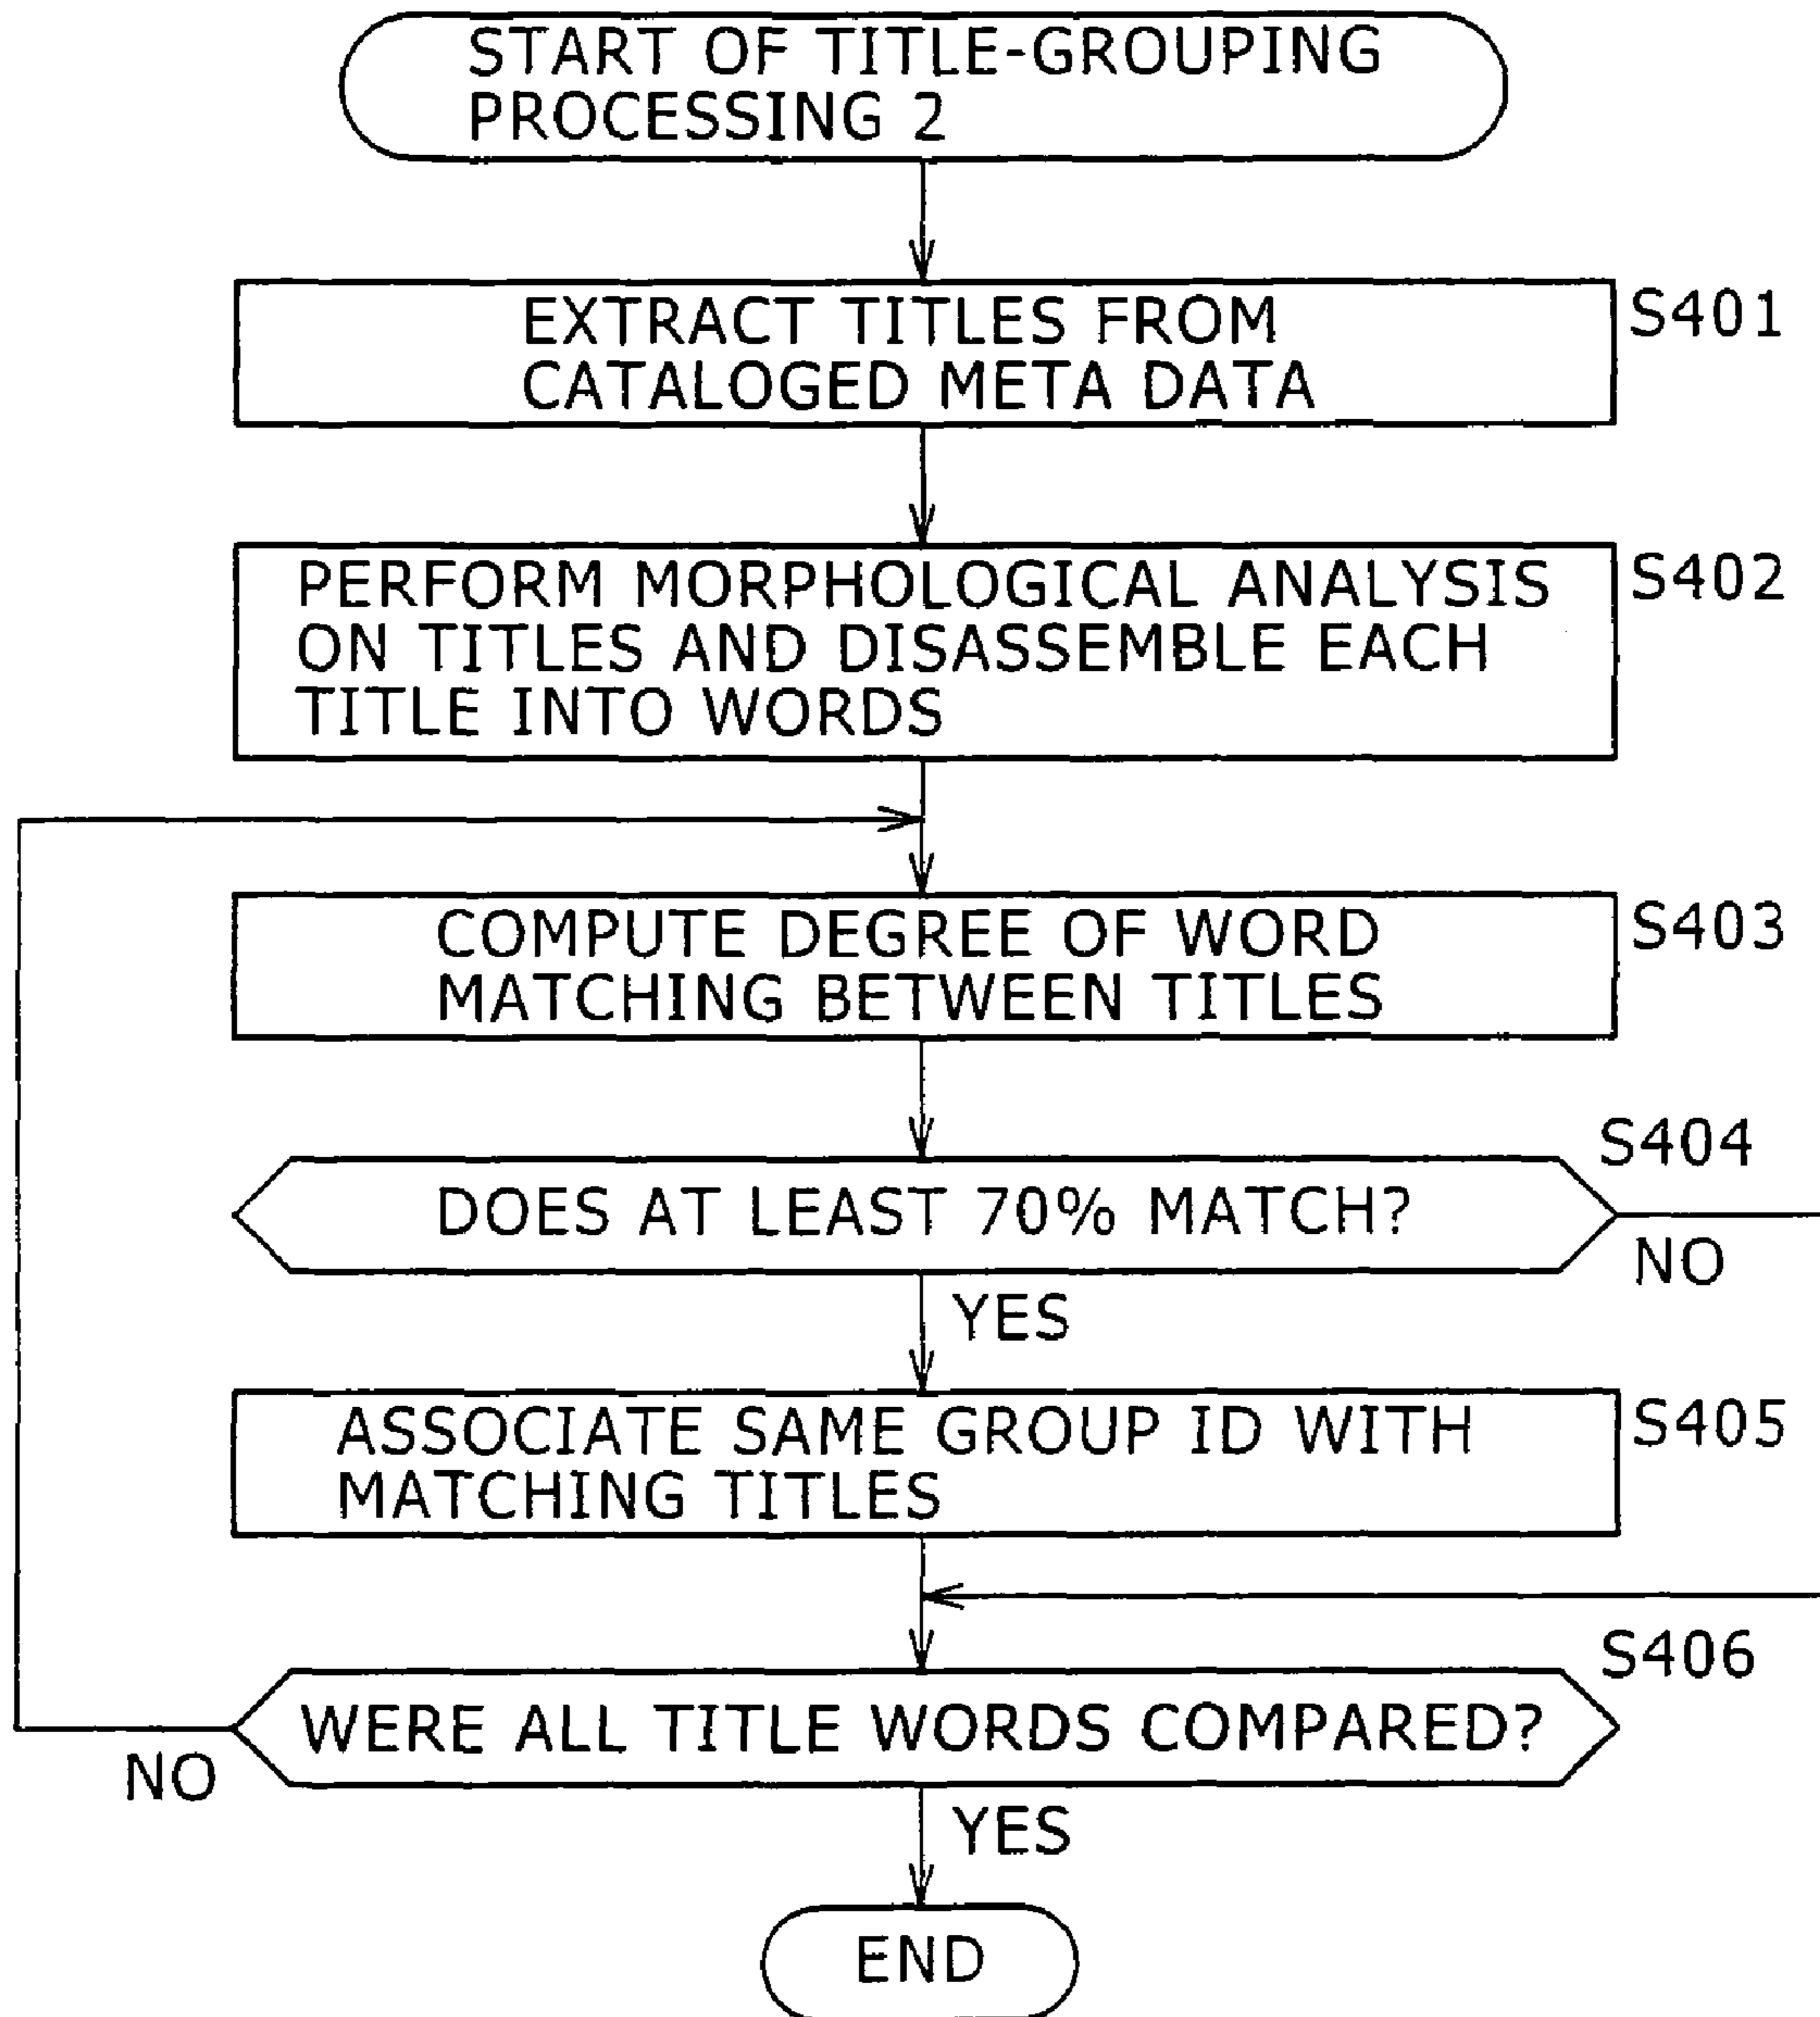 START OF TITLE-GROUPING
PROCESSING 2
EXTRACT TITLES FROM
CATALOGED META DATA
S401
PERFORM MORPHOLOGICAL ANALYSIS
ON TITLES AND DISASSEMBLE EACH
TITLE INTO WORDS
S402
COMPUTE DEGREE OF WORD
MATCHING BETWEEN TITLES
S403
S404
DOES AT LEAST 70% MATCH?
NO
YES
ASSOCIATE SAME GROUP ID WITH
MATCHING TITLES
S405
S406
WERE ALL TITLE WORDS COMPARED?
NO
YES
END